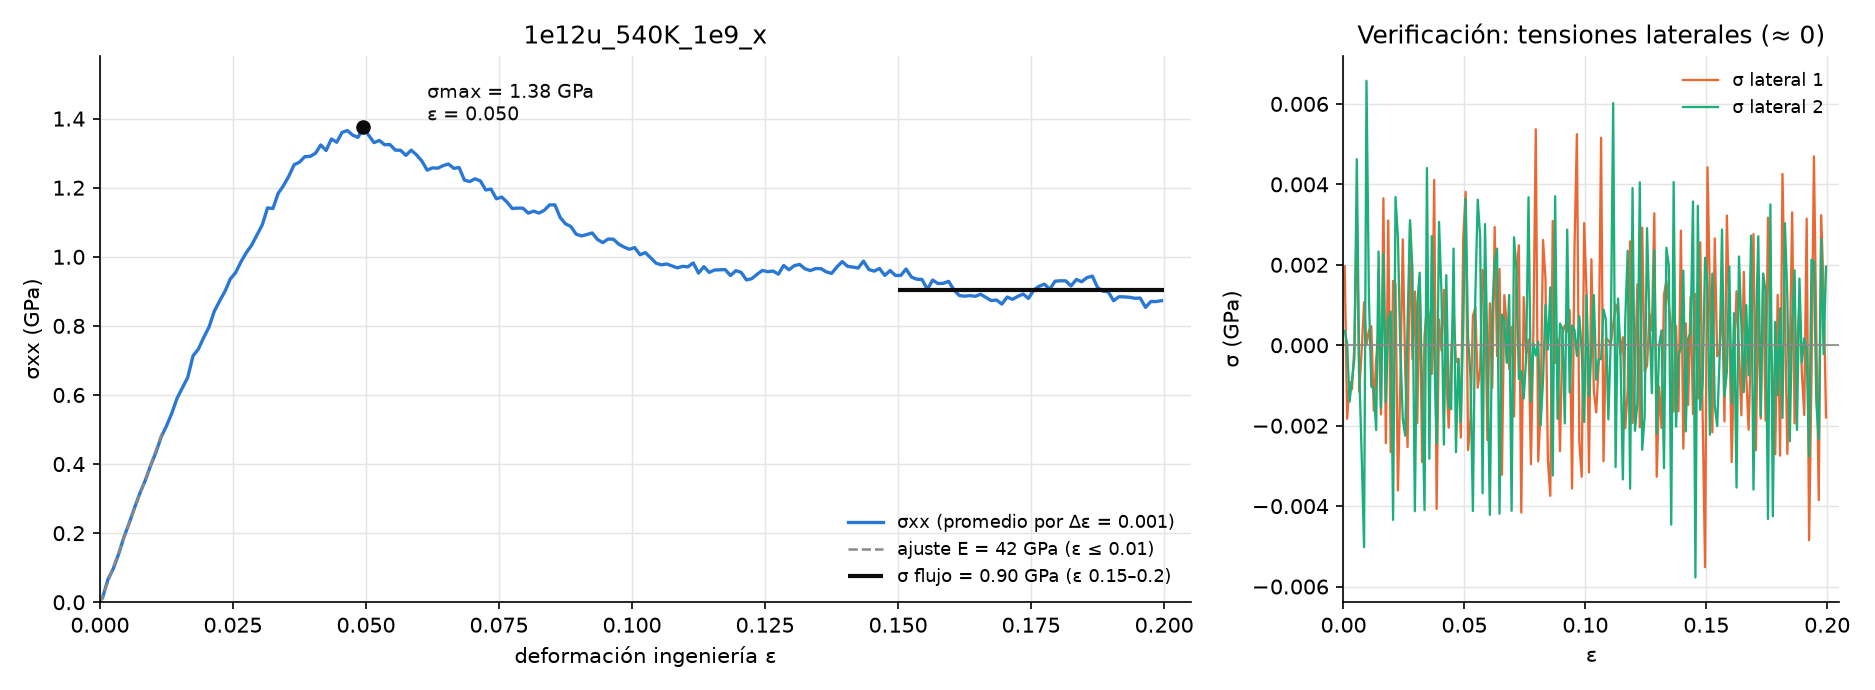 1e12u_540K_1e9_x
σmax = 1.38 GPa
ε = 0.050
σxx (GPa)
1.4
1.2
1.0
0.8
0.6
0.4
0.2
0.0
0.000 0.025 0.050 0.075 0.100 0.125 0.150 0.175 0.200
deformación ingeniería ε
σxx (promedio por Δε = 0.001)
ajuste E = 42 GPa (ε ≤ 0.01)
σ flujo = 0.90 GPa (ε 0.15–0.2)
Verificación: tensiones laterales (≈ 0)
σ lateral 1
σ lateral 2
σ (GPa)
0.006
0.004
0.002
0.000
−0.002
−0.004
−0.006
0.00 0.05 0.10 0.15 0.20
ε